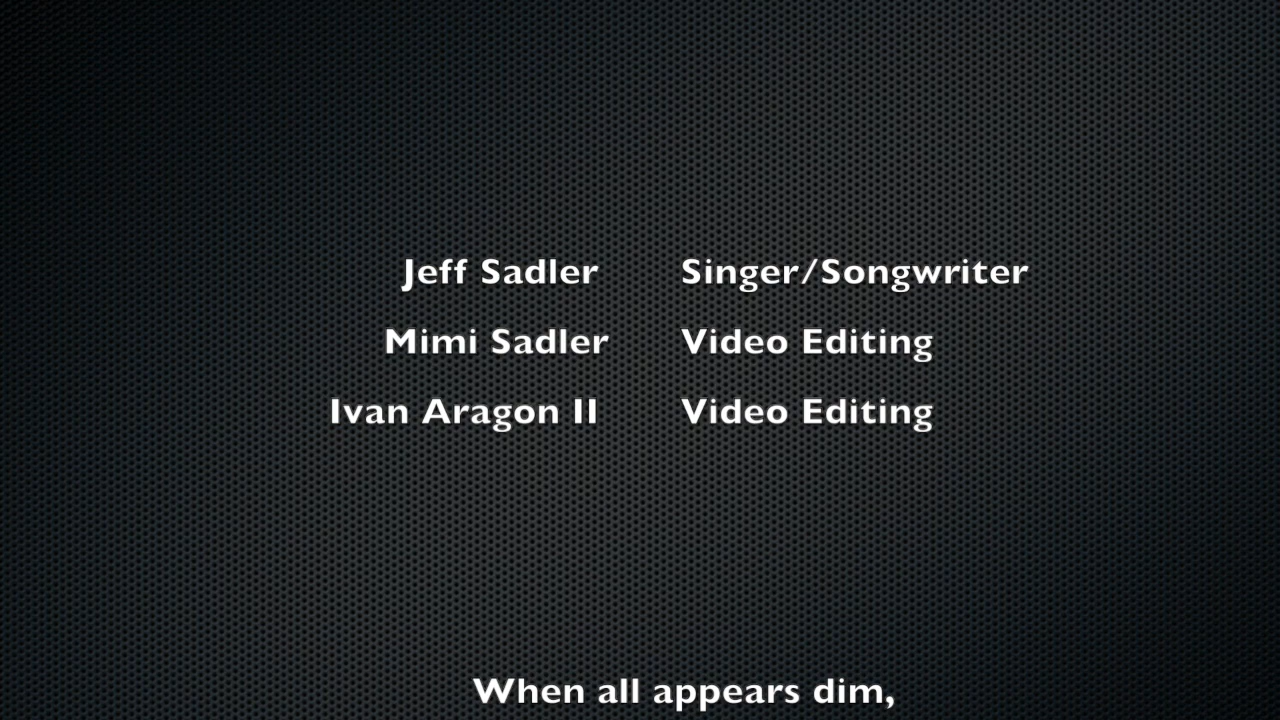 Jeff Sadler Singer/Songwriter
Mimi Sadler Video Editing
Ivan Aragon II Video Editing
When all appears dim,